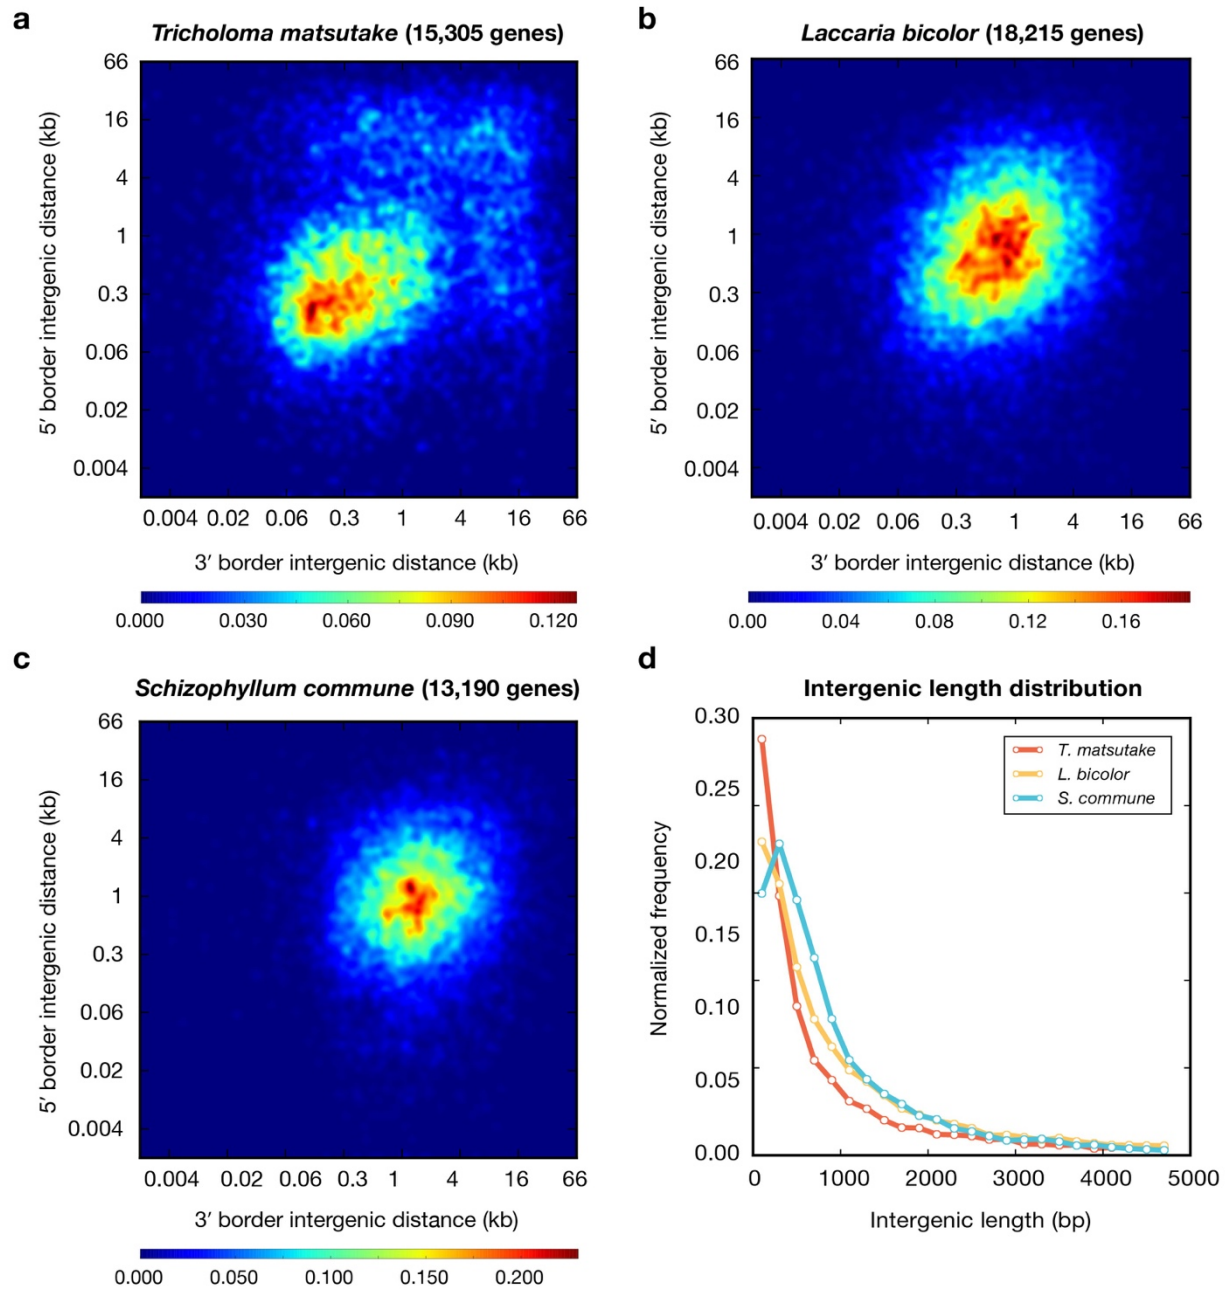 a
Tricholoma matsutake (15,305 genes)
66
16
4
1
0.3
0.06
0.02
0.004
5′ border intergenic distance (kb)
0.004 0.02 0.06 0.3 1 4 16 66
3′ border intergenic distance (kb)
0.000 0.030 0.060 0.090 0.120
b
Laccaria bicolor (18,215 genes)
66
16
4
1
0.3
0.06
0.02
0.004
5′ border intergenic distance (kb)
0.004 0.02 0.06 0.3 1 4 16 66
3′ border intergenic distance (kb)
0.00 0.04 0.08 0.12 0.16
c
Schizophyllum commune (13,190 genes)
66
16
4
1
0.3
0.06
0.02
0.004
5′ border intergenic distance (kb)
0.004 0.02 0.06 0.3 1 4 16 66
3′ border intergenic distance (kb)
0.000 0.050 0.100 0.150 0.200
d
Intergenic length distribution
0.30
0.25
0.20
0.15
0.10
0.05
0.00
Normalized frequency
T. matsutake
L. bicolor
S. commune
0 1000 2000 3000 4000 5000
Intergenic length (bp)